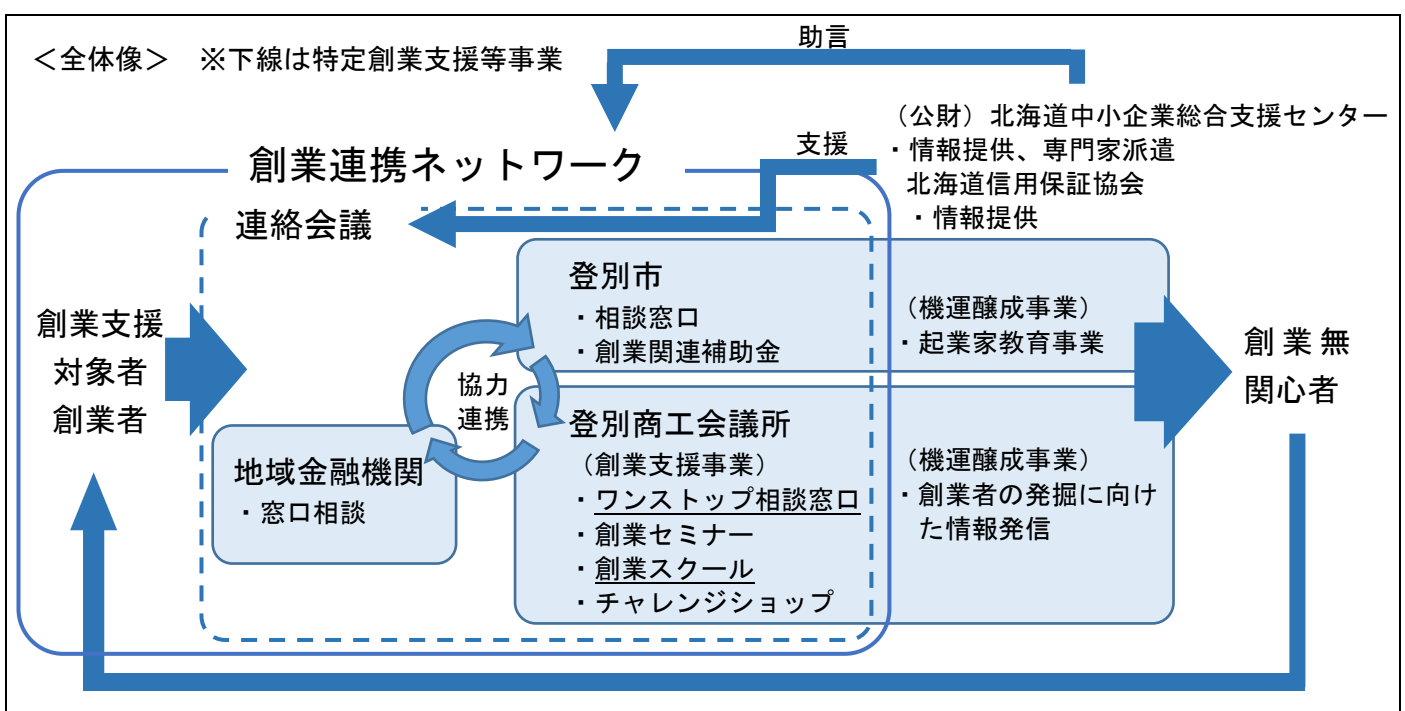 ＜全体像＞　※下線は特定創業支援等事業
助言
（公財）北海道中小企業総合支援センター
・情報提供、専門家派遣
北海道信用保証協会
・情報提供
支援
創業連携ネットワーク
連絡会議
創業支援
対象者
創業者
登別市
・相談窓口
・創業関連補助金
（機運醸成事業）
・起業家教育事業
創業無
関心者
協力
連携
地域金融機関
・窓口相談
登別商工会議所
（創業支援事業）
・ワンストップ相談窓口
・創業セミナー
・創業スクール
・チャレンジショップ
（機運醸成事業）
・創業者の発掘に向け
た情報発信